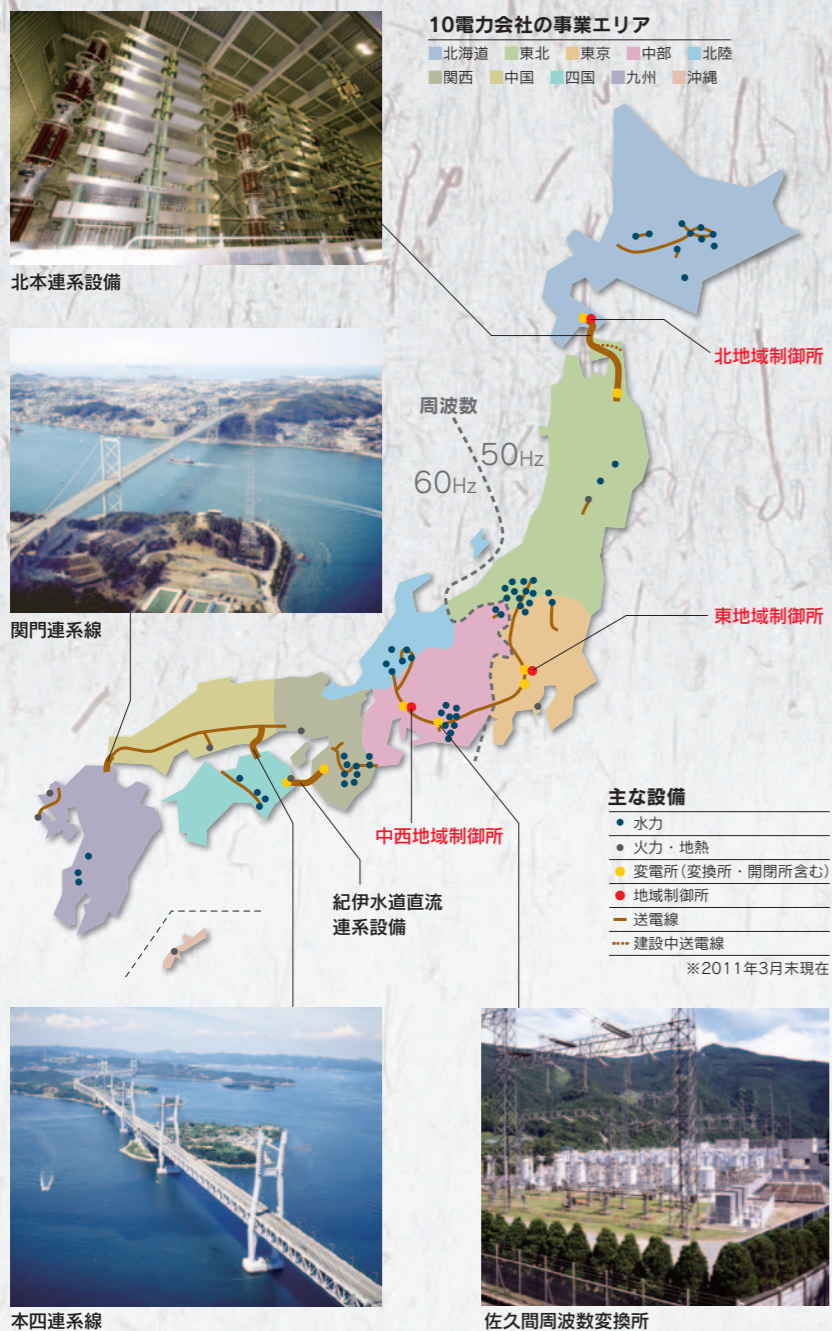 10電力会社の事業エリア
北海道 東北 東京 中部 北陸
関西 中国 四国 九州 沖縄
北本連系設備
北地域制御所
周波数
50Hz
60Hz
関門連系線
東地域制御所
中西地域制御所
紀伊水道直流
連系設備
主な設備
水力
火力・地熱
変電所(変換所・開閉所含む)
地域制御所
送電線
建設中送電線
※2011年3月末現在
本四連系線
佐久間周波数変換所